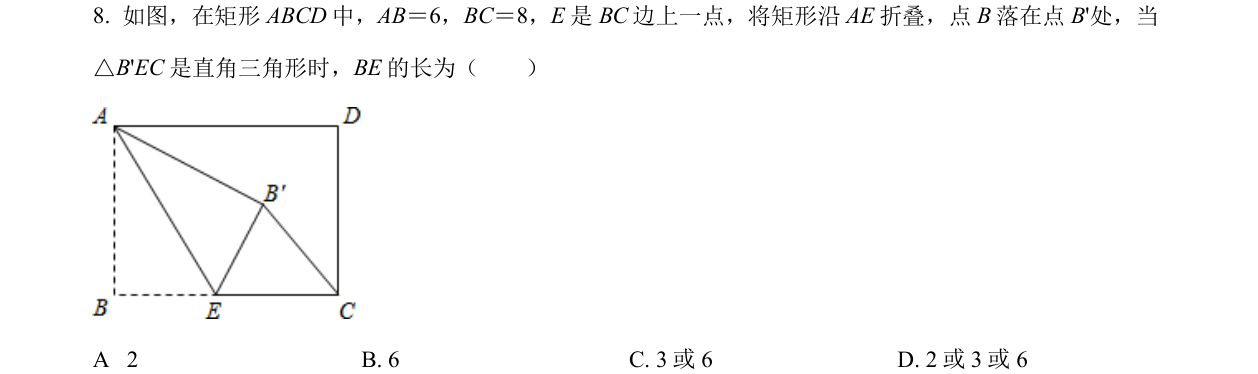 8. 如图，在矩形 ABCD 中，AB＝6，BC＝8，E 是 BC 边上一点，将矩形沿 AE 折叠，点 B 落在点 B'处，当
△B'EC 是直角三角形时，BE 的长为（　　）
A
D
B'
B
E
C
A 2 B. 6 C. 3 或 6 D. 2 或 3 或 6